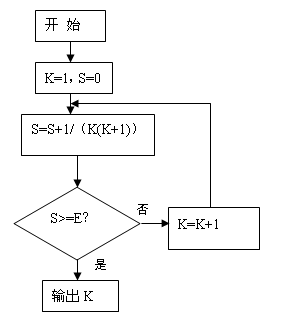 开 始
K=1, S=0
S=S+1/（K(K+1)）
S>=E?
否
K=K+1
是
输出 K